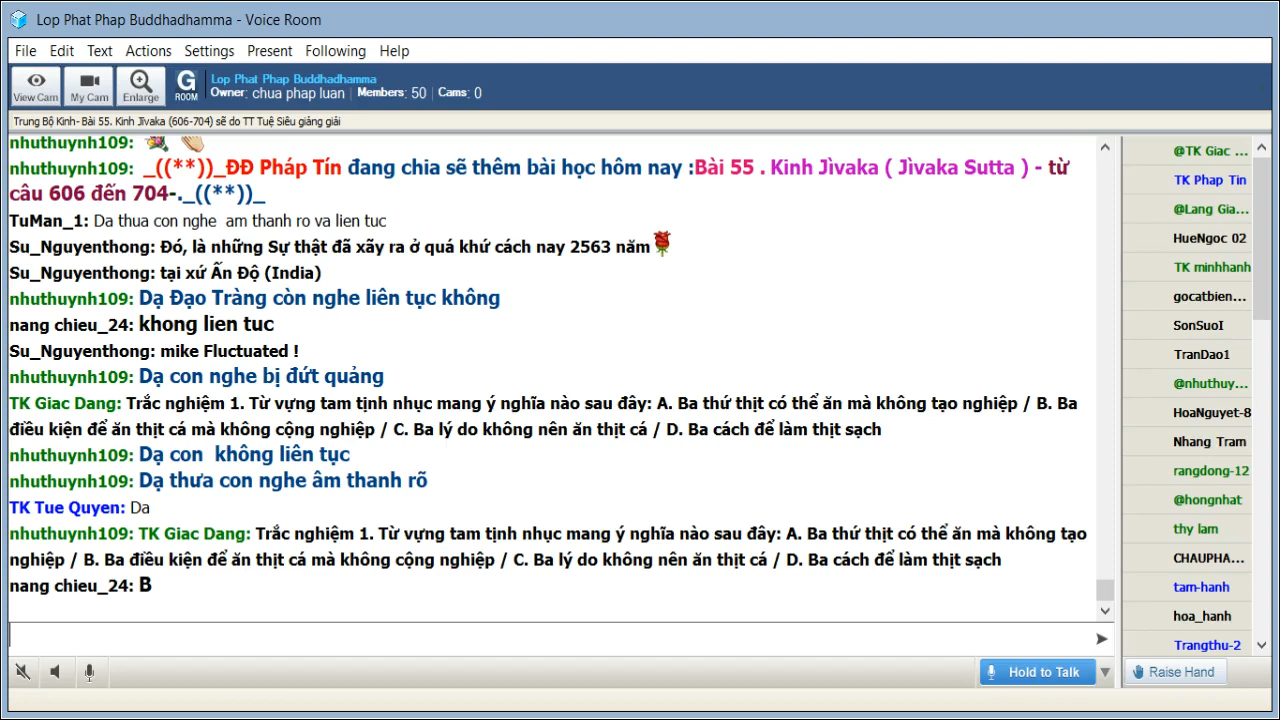 Lop Phat Phap Buddhadhamma - Voice Room
File Edit Text Actions Settings Present Following Help
View Cam My Cam Enlarge G ROOM
Lop Phat Phap Buddhadhamma
Owner: chua phap luan Members: 50 Cams: 0
Trung Bộ Kinh- Bài 55. Kinh Jìvaka (606-704) sẽ do TT Tuệ Siêu giảng giải
nhuthuynh109:
nhuthuynh109: _((**))_ĐĐ Pháp Tín đang chia sẽ thêm bài học hôm nay :Bài 55 . Kinh Jìvaka ( Jìvaka Sutta ) - từ
câu 606 đến 704-._((**))_
TuMan_1: Da thua con nghe am thanh ro va lien tuc
Su_Nguyenthong: Đó, là những Sự thật đã xãy ra ở quá khứ cách nay 2563 năm
Su_Nguyenthong: tại xứ Ấn Độ (India)
nhuthuynh109: Dạ Đạo Tràng còn nghe liên tục không
nang chieu_24: khong lien tuc
Su_Nguyenthong: mike Fluctuated !
nhuthuynh109: Dạ con nghe bị đứt quảng
TK Giac Dang: Trắc nghiệm 1. Từ vựng tam tịnh nhục mang ý nghĩa nào sau đây: A. Ba thứ thịt có thể ăn mà không tạo nghiệp / B. Ba
điều kiện để ăn thịt cá mà không cộng nghiệp / C. Ba lý do không nên ăn thịt cá / D. Ba cách để làm thịt sạch
nhuthuynh109: Dạ con không liên tục
nhuthuynh109: Dạ thưa con nghe âm thanh rõ
TK Tue Quyen: Da
nhuthuynh109: TK Giac Dang: Trắc nghiệm 1. Từ vựng tam tịnh nhục mang ý nghĩa nào sau đây: A. Ba thứ thịt có thể ăn mà không tạo
nghiệp / B. Ba điều kiện để ăn thịt cá mà không cộng nghiệp / C. Ba lý do không nên ăn thịt cá / D. Ba cách để làm thịt sạch
nang chieu_24: B
@TK Giac ...
TK Phap Tin
@Lang Gia...
HueNgoc 02
TK minhhanh
gocatbien...
SonSuoI
TranDao1
@nhuthuy...
HoaNguyet-8
Nhang Tram
rangdong-12
@hongnhat
thy lam
CHAUPHA...
tam-hanh
hoa_hanh
Trangthu-2
Hold to Talk
Raise Hand